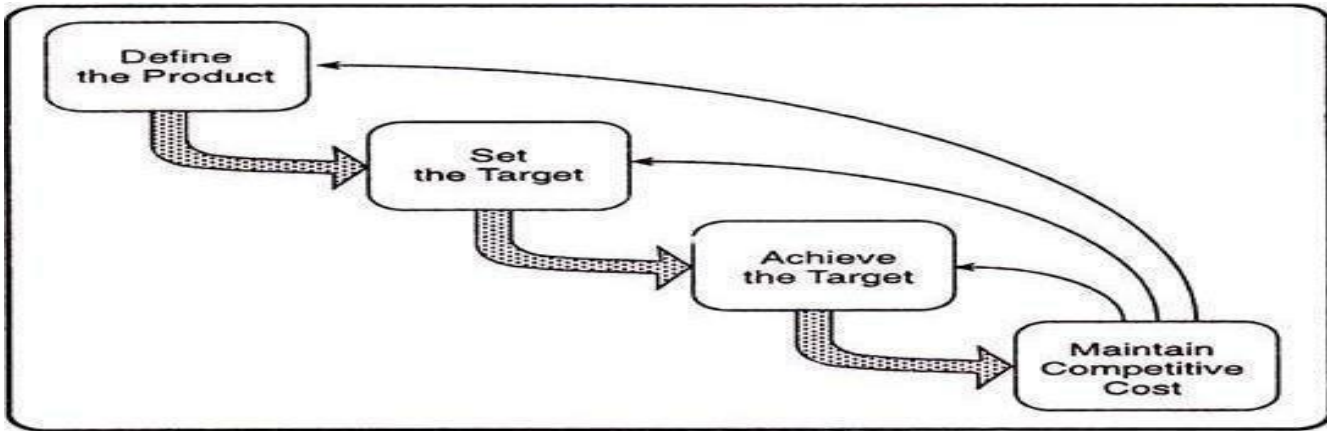 Define
the Product
Set
the Target
Achieve
the Target
Maintain
Competitive
Cost